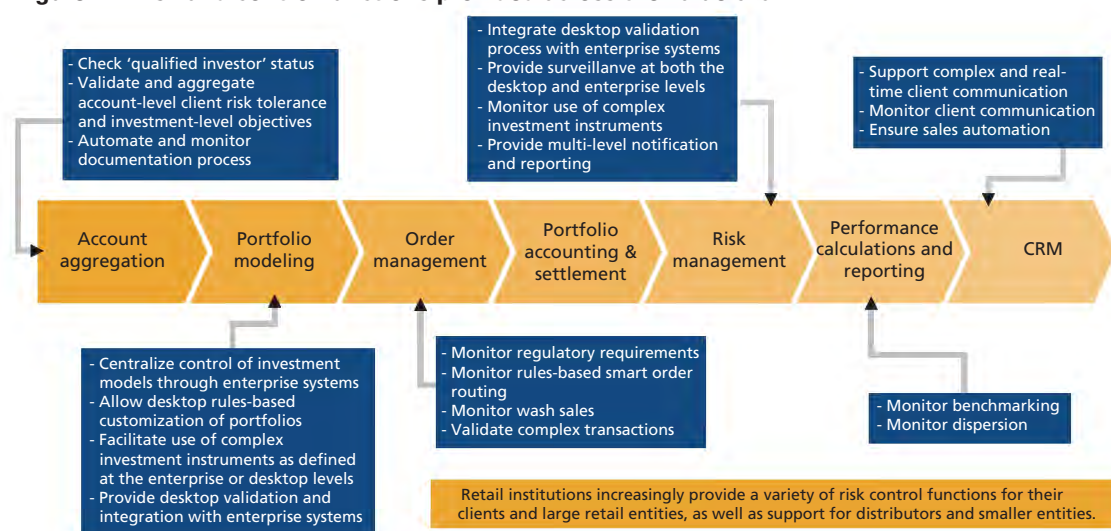 - Check ‘qualified investor’ status
- Validate and aggregate
account-level client risk tolerance
and investment-level objectives
- Automate and monitor
documentation process
- Integrate desktop validation
process with enterprise systems
- Provide surveillanve at both the
desktop and enterprise levels
- Monitor use of complex
investment instruments
- Provide multi-level notification
and reporting
- Support complex and real-
time client communication
- Monitor client communication
- Ensure sales automation
Account
aggregation
Portfolio
modeling
Order
management
Portfolio
accounting &
settlement
Risk
management
Performance
calculations and
reporting
CRM
- Centralize control of investment
models through enterprise systems
- Allow desktop rules-based
customization of portfolios
- Facilitate use of complex
investment instruments as defined
at the enterprise or desktop levels
- Provide desktop validation and
integration with enterprise systems
- Monitor regulatory requirements
- Monitor rules-based smart order
routing
- Monitor wash sales
- Validate complex transactions
- Monitor benchmarking
- Monitor dispersion
Retail institutions increasingly provide a variety of risk control functions for their
clients and large retail entities, as well as support for distributors and smaller entities.